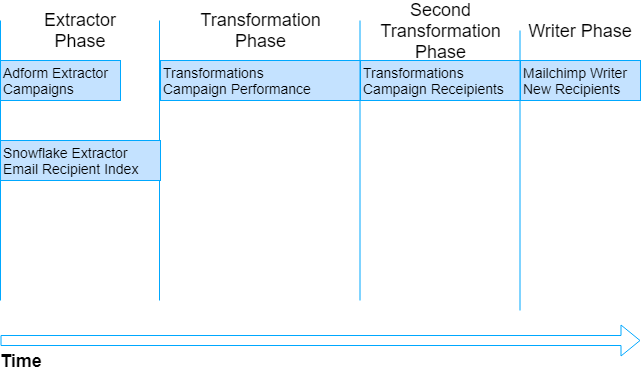 Extractor
Phase
Transformation
Phase
Second
Transformation
Phase
Writer Phase
Adform Extractor
Campaigns
Transformations
Campaign Performance
Transformations
Campaign Receipients
Mailchimp Writer
New Recipients
Snowflake Extractor
Email Recipient Index
Time